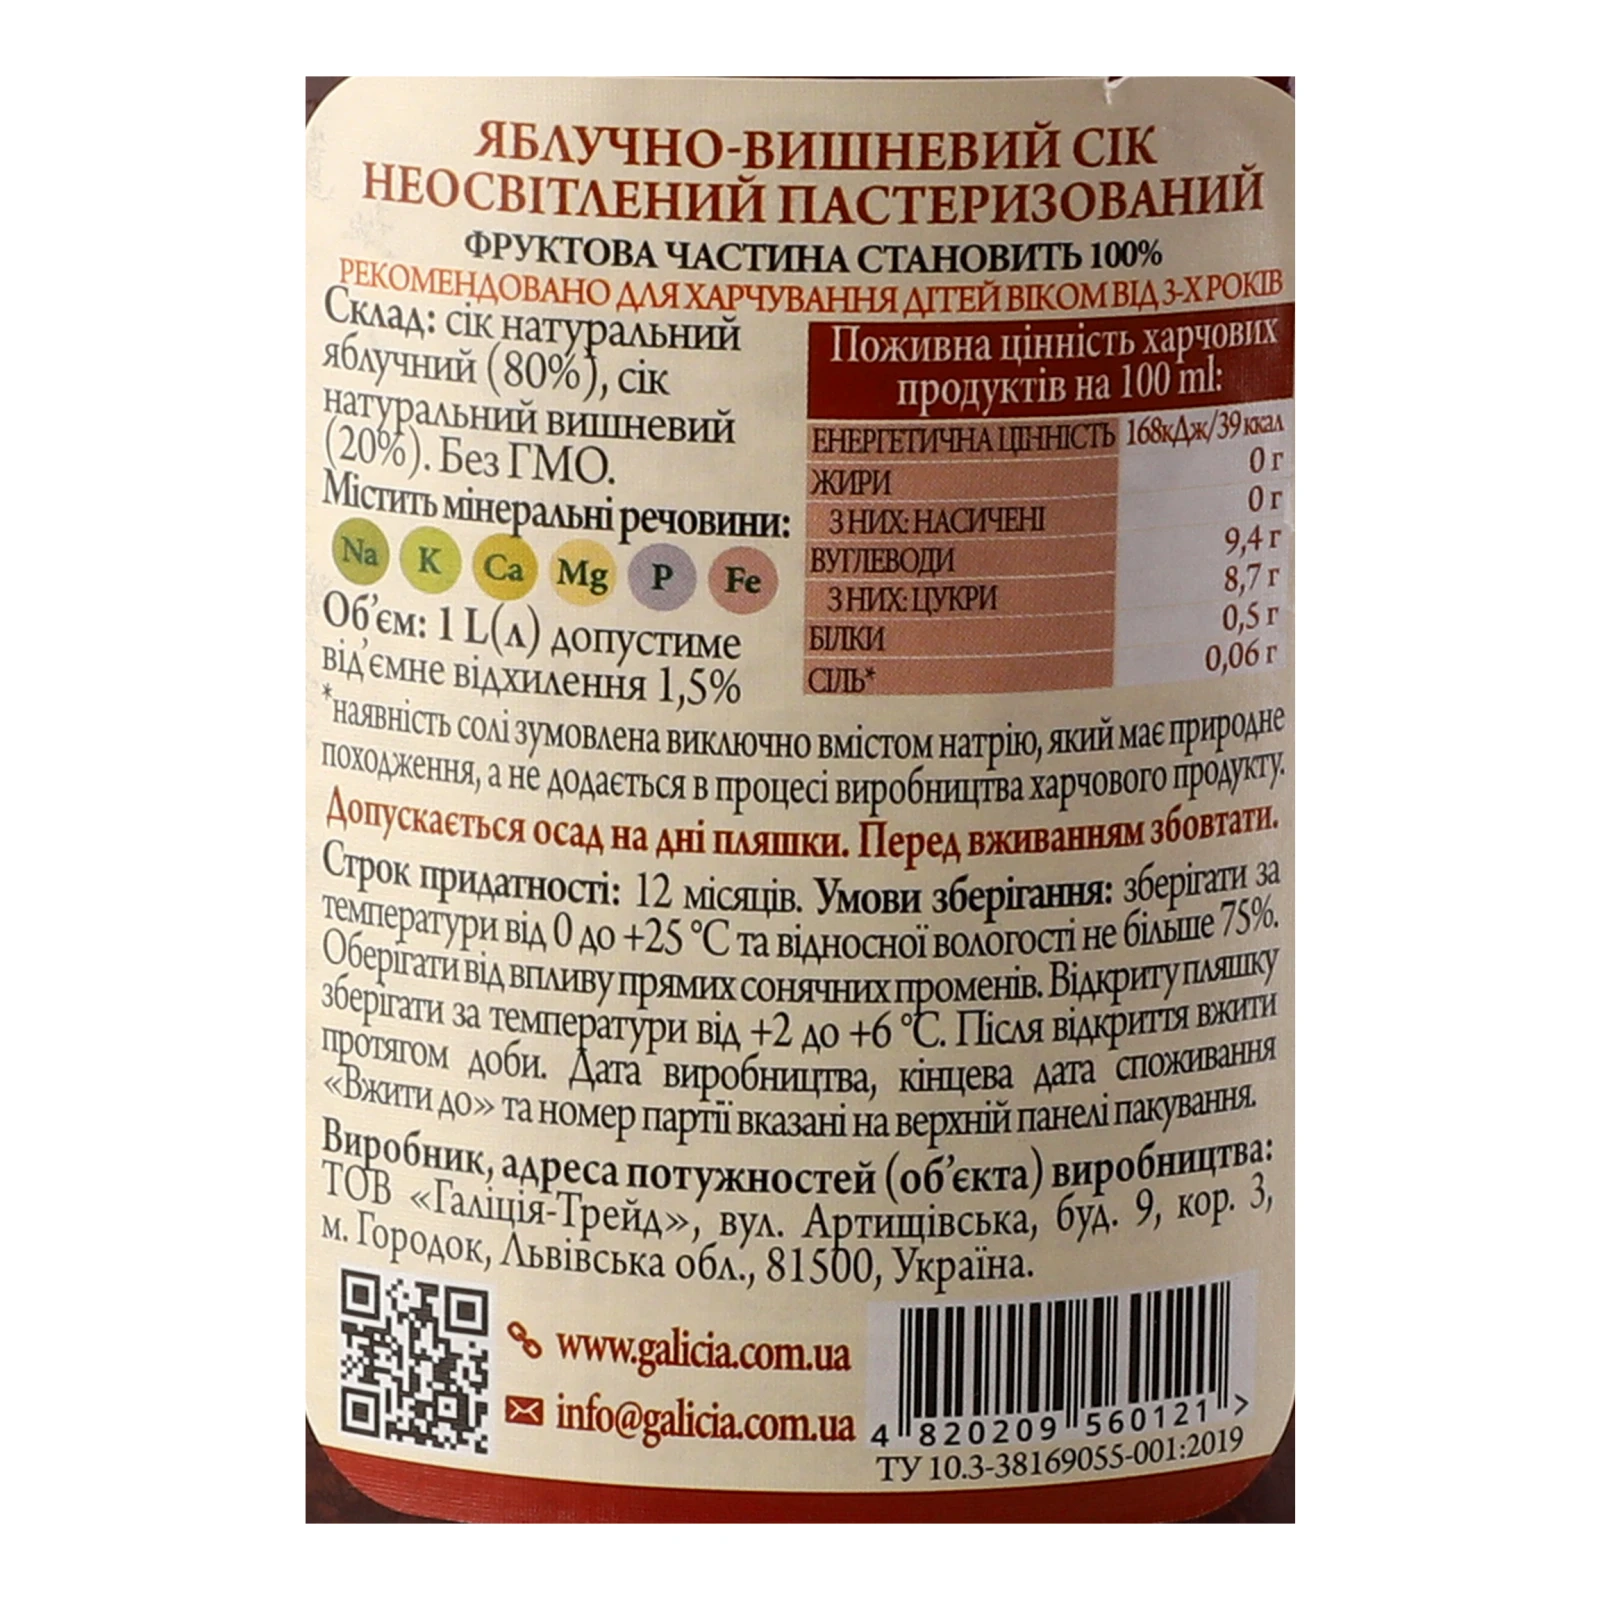 ЯБЛУЧНО-ВИШНЕВИЙ СІК
НЕОСВІТЛЕНИЙ ПАСТЕРИЗОВАНИЙ
ФРУКТОВА ЧАСТИНА СТАНОВИТЬ 100%
РЕКОМЕНДОВАНО ДЛЯ ХАРЧУВАННЯ ДІТЕЙ ВІКОМ ВІД 3-Х РОКІВ
Склад: сік натуральний
яблучний (80%), сік
натуральний вишневий
(20%). Без ГМО.
Містить мінеральні речовини:
Na K Ca Mg P Fe
Об'єм: 1 L(л) допустиме
від'ємне відхилення 1,5%
Поживна цінність харчових
продуктів на 100 ml:
ЕНЕРГЕТИЧНА ЦІННІСТЬ 168кДж/39 ккал
ЖИРИ 0 г
З НИХ: НАСИЧЕНІ 0 г
ВУГЛЕВОДИ 9,4 г
З НИХ: ЦУКРИ 8,7 г
БІЛКИ 0,5 г
СІЛЬ* 0,06 г
*наявність солі зумовлена виключно вмістом натрію, який має природне
походження, а не додається в процесі виробництва харчового продукту.
Допускається осад на дні пляшки. Перед вживанням збовтати.
Строк придатності: 12 місяців. Умови зберігання: зберігати за
температури від 0 до +25 °С та відносної вологості не більше 75%.
Оберігати від впливу прямих сонячних променів. Відкриту пляшку
зберігати за температури від +2 до +6 °С. Після відкриття вжити
протягом доби. Дата виробництва, кінцева дата споживання
«Вжити до» та номер партії вказані на верхній панелі пакування.
Виробник, адреса потужностей (об'єкта) виробництва:
ТОВ «Галіція-Трейд», вул. Артищівська, буд. 9, кор. 3,
м. Городок, Львівська обл., 81500, Україна.
www.galicia.com.ua
info@galicia.com.ua
4 820209 560121 >
ТУ 10.3-38169055-001:2019